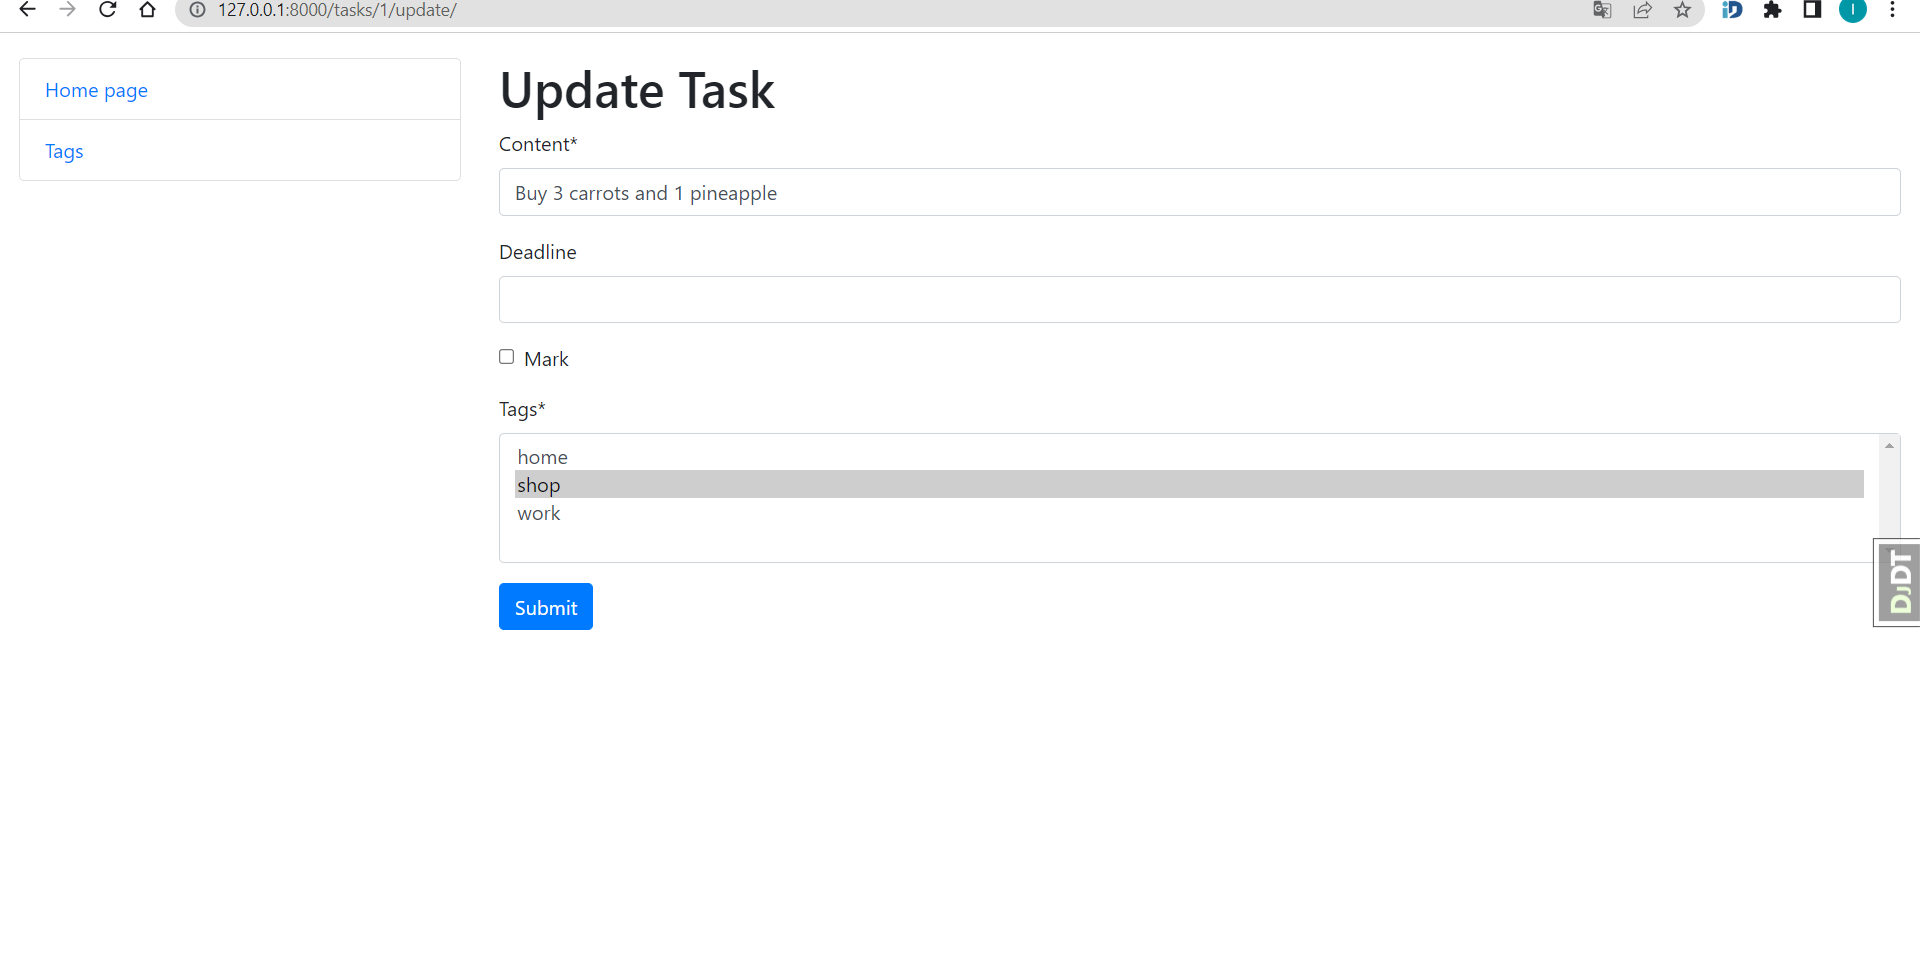 127.0.0.1:8000/tasks/1/update/
I
Home page
Tags
Update Task
Content*
Buy 3 carrots and 1 pineapple
Deadline
Mark
Tags*
home
shop
work
Submit
DJDT